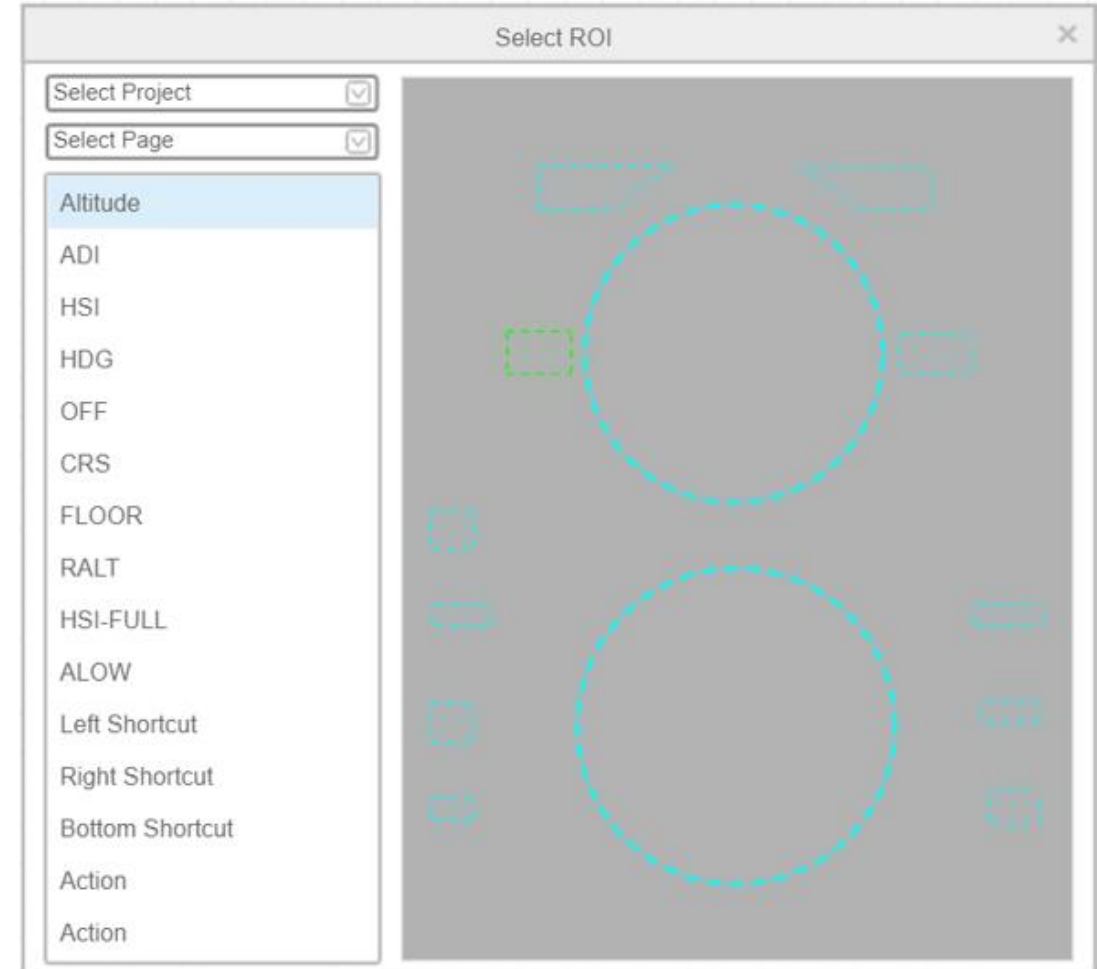 Select ROI
Select Project
Select Page
Altitude
ADI
HSI
HDG
OFF
CRS
FLOOR
RALT
HSI-FULL
ALOW
Left Shortcut
Right Shortcut
Bottom Shortcut
Action
Action